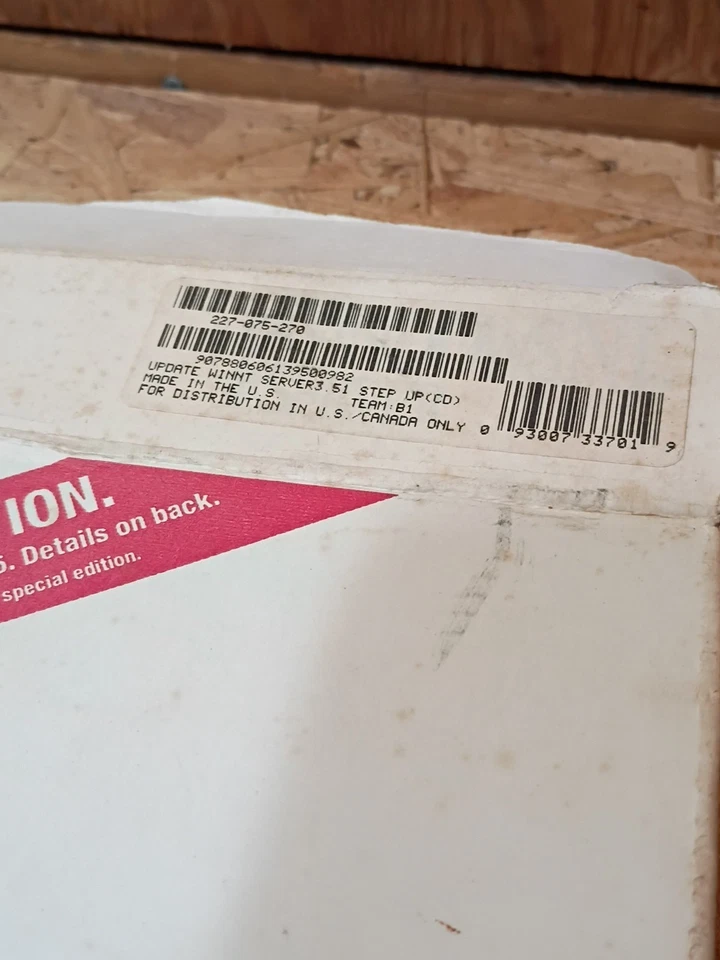 227-075-270
907880606139500982
UPDATE WINNT SERVER3.51 STEP UP(CD)
MADE IN THE U.S. TEAM:B1
FOR DISTRIBUTION IN U.S./CANADA ONLY
0 93007 33701 9
ION.
. Details on back.
special edition.